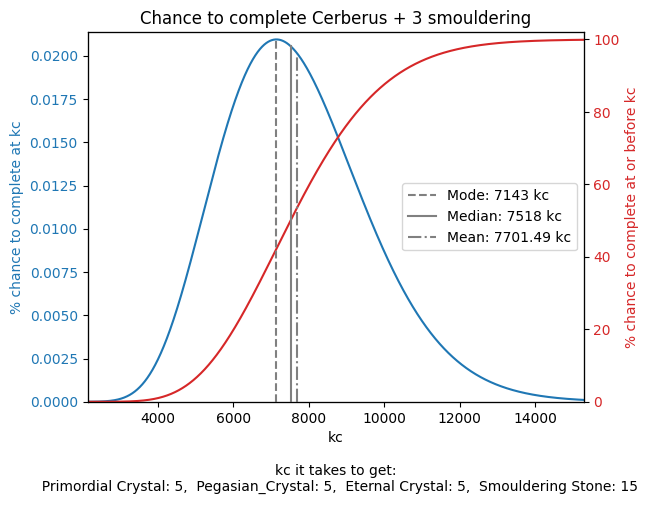 Chance to complete Cerberus + 3 smouldering
% chance to complete at kc
0.0200
0.0175
0.0150
0.0125
0.0100
0.0075
0.0050
0.0025
0.0000
Mode: 7143 kc
Median: 7518 kc
Mean: 7701.49 kc
100
80
60
40
20
0
% chance to complete at or before kc
4000 6000 8000 10000 12000 14000
kc
kc it takes to get:
Primordial Crystal: 5,  Pegasian_Crystal: 5,  Eternal Crystal: 5,  Smouldering Stone: 15